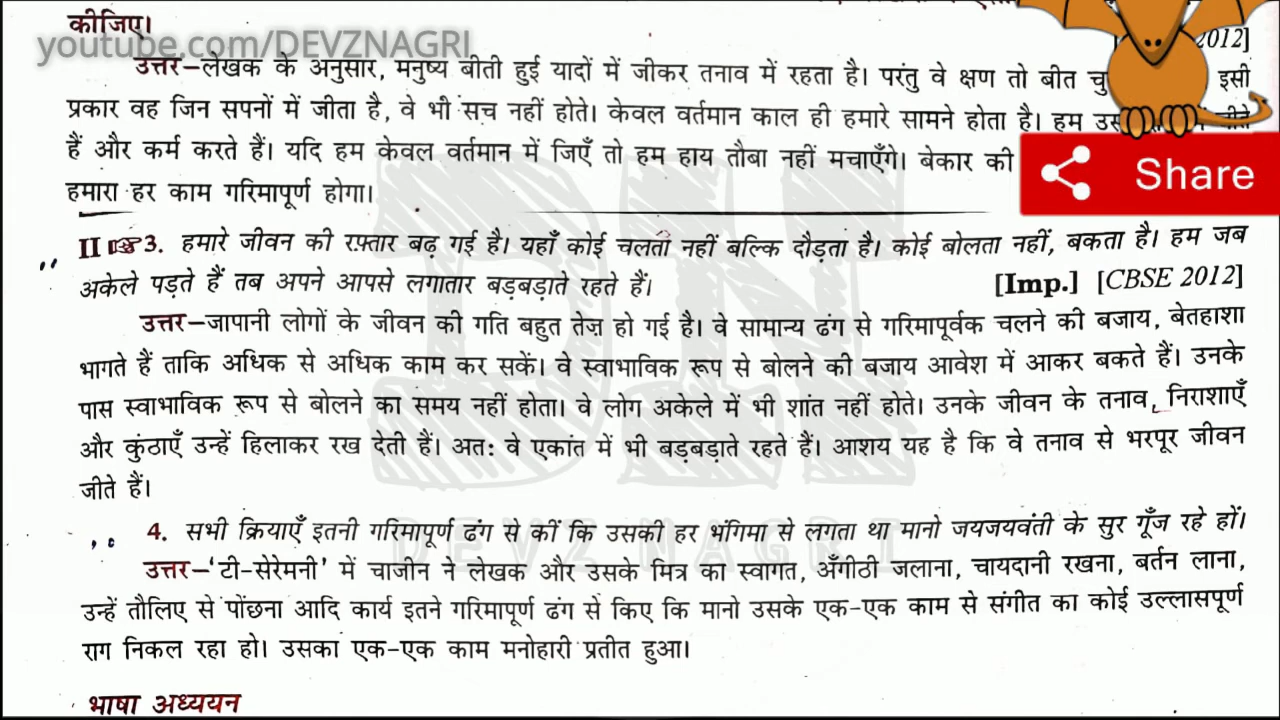 कीजिए।
2012]
youtube.com/DEVZNAGRI
उत्तर–लेखक के अनुसार, मनुष्य बीती हुई यादों में जीकर तनाव में रहता है। परंतु वे क्षण तो बीत इसी
प्रकार वह जिन सपनों में जीता है, वे भी सच नहीं होते। केवल वर्तमान काल ही हमारे सामने होता है। हम
हैं और कर्म करते हैं। यदि हम केवल वर्तमान में जिएँ तो हम हाय तौबा नहीं मचाएँगे। बेकार की
हमारा हर काम गरिमापूर्ण होगा।
Share
II ☞ 3. हमारे जीवन की रफ़्तार बढ़ गई है। यहाँ कोई चलता नहीं बल्कि दौड़ता है। कोई बोलता नहीं, बकता है। हम जब
अकेले पड़ते हैं तब अपने आपसे लगातार बड़बड़ाते रहते हैं। [Imp.] [CBSE 2012]
उत्तर–जापानी लोगों के जीवन की गति बहुत तेज़ हो गई है। वे सामान्य ढंग से गरिमापूर्वक चलने की बजाय, बेतहाशा
भागते हैं ताकि अधिक से अधिक काम कर सकें। वे स्वाभाविक रूप से बोलने की बजाय आवेश में आकर बकते हैं। उनके
पास स्वाभाविक रूप से बोलने का समय नहीं होता। वे लोग अकेले में भी शांत नहीं होते। उनके जीवन के तनाव, निराशाएँ
और कुंठाएँ उन्हें हिलाकर रख देती हैं। अतः वे एकांत में भी बड़बड़ाते रहते हैं। आशय यह है कि वे तनाव से भरपूर जीवन
जीते हैं।
4. सभी क्रियाएँ इतनी गरिमापूर्ण ढंग से कीं कि उसकी हर भंगिमा से लगता था मानो जयजयवंती के सुर गूँज रहे हों।
DEVZ NAGRI
उत्तर–‘टी-सेरेमनी’ में चाजीन ने लेखक और उसके मित्र का स्वागत, अँगीठी जलाना, चायदानी रखना, बर्तन लाना,
उन्हें तौलिए से पोंछना आदि कार्य इतने गरिमापूर्ण ढंग से किए कि मानो उसके एक-एक काम से संगीत का कोई उल्लासपूर्ण
राग निकल रहा हो। उसका एक-एक काम मनोहारी प्रतीत हुआ।
भाषा अध्ययन